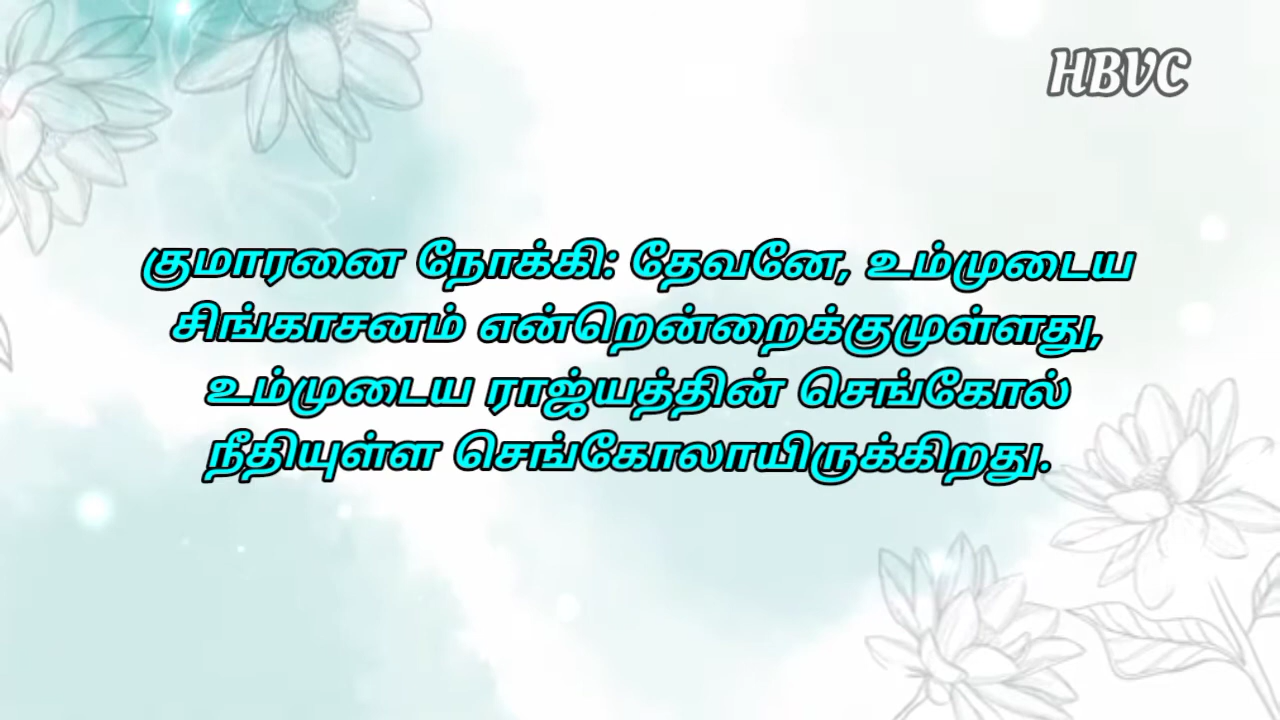 HBVC
குமாரனை நோக்கி: தேவனே, உம்முடைய
சிங்காசனம் என்றென்றைக்குமுள்ளது,
உம்முடைய ராஜ்யத்தின் செங்கோல்
நீதியுள்ள செங்கோலாயிருக்கிறது.